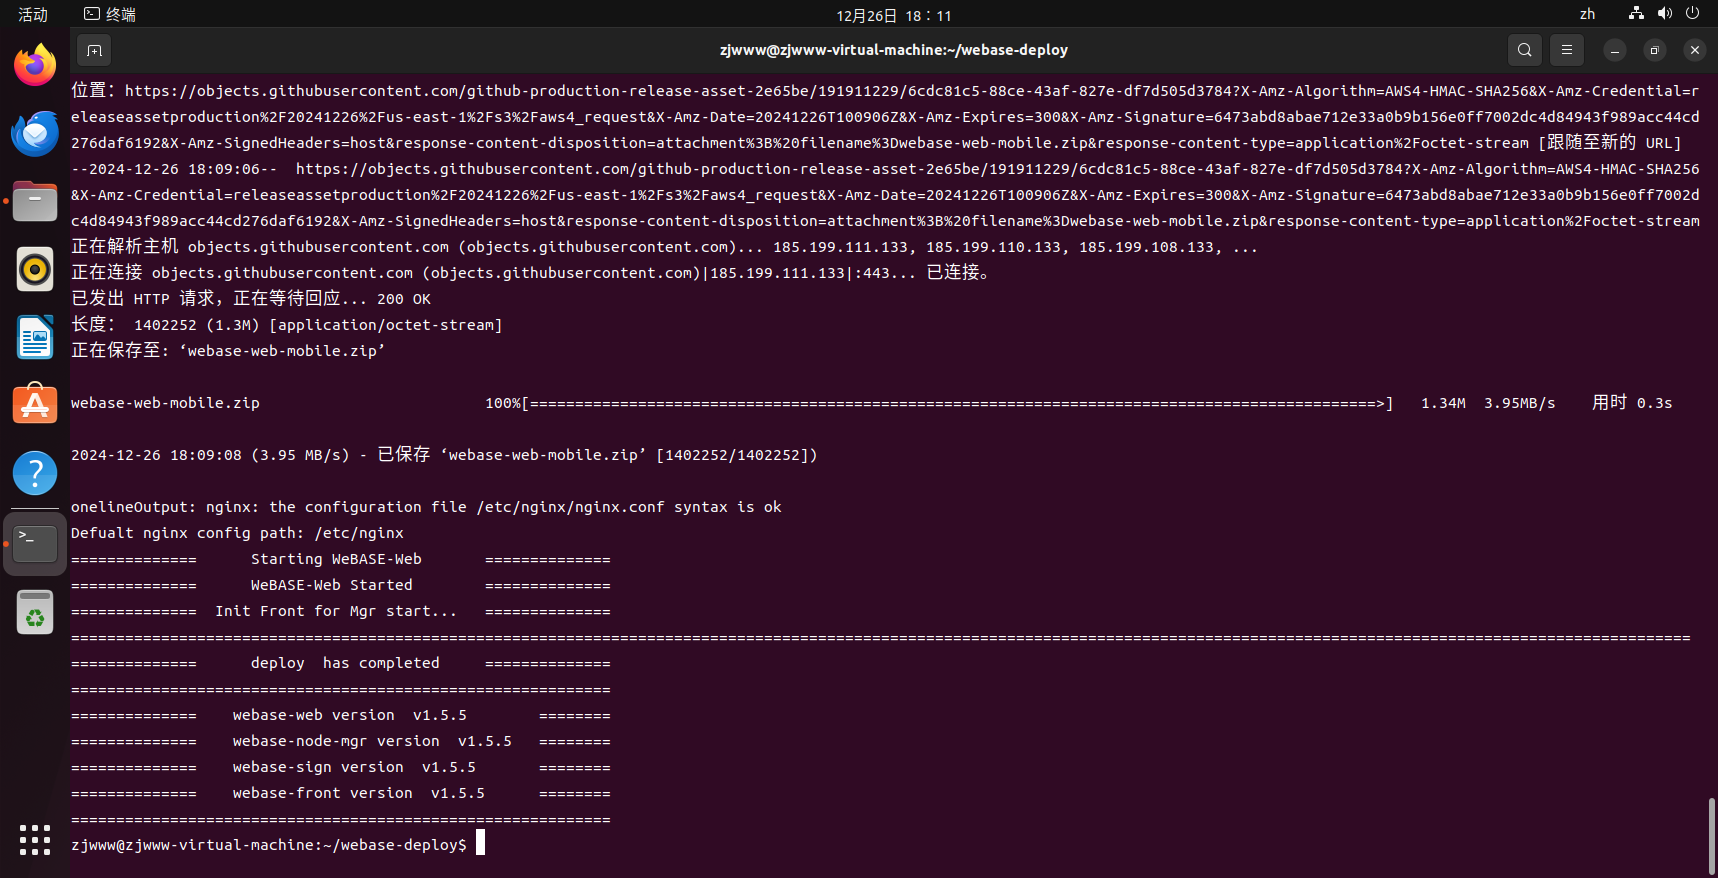 活动 终端 12月26日 18：11 zh
zjwww@zjwww-virtual-machine:~/webase-deploy
位置：https://objects.githubusercontent.com/github-production-release-asset-2e65be/191911229/6cdc81c5-88ce-43af-827e-df7d505d3784?X-Amz-Algorithm=AWS4-HMAC-SHA256&X-Amz-Credential=r
eleaseassetproduction%2F20241226%2Fus-east-1%2Fs3%2Faws4_request&X-Amz-Date=20241226T100906Z&X-Amz-Expires=300&X-Amz-Signature=6473abd8abae712e33a0b9b156e0ff7002dc4d84943f989acc44cd
276daf6192&X-Amz-SignedHeaders=host&response-content-disposition=attachment%3B%20filename%3Dwebase-web-mobile.zip&response-content-type=application%2Foctet-stream [跟随至新的 URL]
--2024-12-26 18:09:06--  https://objects.githubusercontent.com/github-production-release-asset-2e65be/191911229/6cdc81c5-88ce-43af-827e-df7d505d3784?X-Amz-Algorithm=AWS4-HMAC-SHA256
&X-Amz-Credential=releaseassetproduction%2F20241226%2Fus-east-1%2Fs3%2Faws4_request&X-Amz-Date=20241226T100906Z&X-Amz-Expires=300&X-Amz-Signature=6473abd8abae712e33a0b9b156e0ff7002d
c4d84943f989acc44cd276daf6192&X-Amz-SignedHeaders=host&response-content-disposition=attachment%3B%20filename%3Dwebase-web-mobile.zip&response-content-type=application%2Foctet-stream
正在解析主机 objects.githubusercontent.com (objects.githubusercontent.com)... 185.199.111.133, 185.199.110.133, 185.199.108.133, ...
正在连接 objects.githubusercontent.com (objects.githubusercontent.com)|185.199.111.133|:443... 已连接。
已发出 HTTP 请求，正在等待回应... 200 OK
长度： 1402252 (1.3M) [application/octet-stream]
正在保存至: ‘webase-web-mobile.zip’
webase-web-mobile.zip 100%[==============================================================================================>] 1.34M 3.95MB/s 用时 0.3s
2024-12-26 18:09:08 (3.95 MB/s) - 已保存 ‘webase-web-mobile.zip’ [1402252/1402252])
onelineOutput: nginx: the configuration file /etc/nginx/nginx.conf syntax is ok
Defualt nginx config path: /etc/nginx
==============      Starting WeBASE-Web       ==============
==============      WeBASE-Web Started        ==============
==============  Init Front for Mgr start...   ==============
====================================================================================================================================================================================
==============      deploy  has completed     ==============
============================================================
==============    webase-web version  v1.5.5        ========
==============    webase-node-mgr version  v1.5.5   ========
==============    webase-sign version  v1.5.5       ========
==============    webase-front version  v1.5.5      ========
============================================================
zjwww@zjwww-virtual-machine:~/webase-deploy$